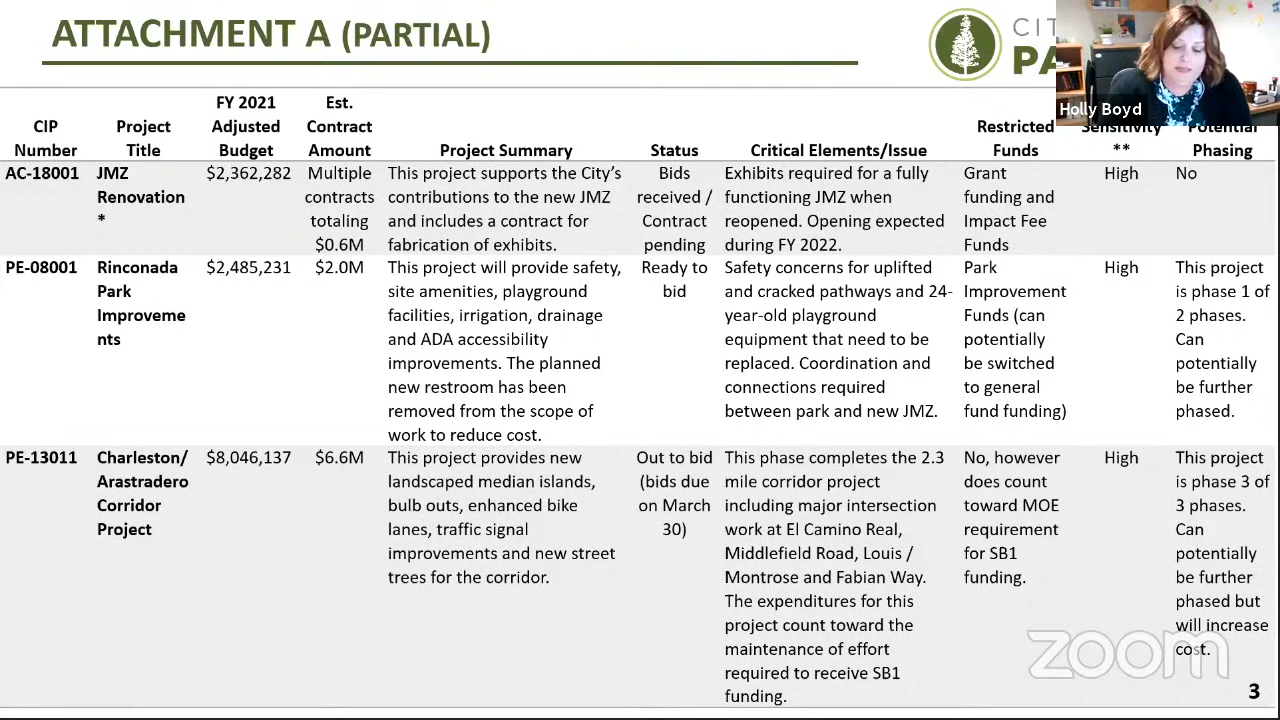 ATTACHMENT A (PARTIAL)
CIT
PA
Holly Boyd
CIP Number
Project Title
FY 2021 Adjusted Budget
Est. Contract Amount
Project Summary
Status
Critical Elements/Issue
Restricted Funds
Sensitivity **
Potential Phasing
AC-18001
JMZ
Renovation
*
$2,362,282
Multiple
contracts
totaling
$0.6M
This project supports the City’s
contributions to the new JMZ
and includes a contract for
fabrication of exhibits.
Bids
received /
Contract
pending
Exhibits required for a fully
functioning JMZ when
reopened. Opening expected
during FY 2022.
Grant
funding and
Impact Fee
Funds
High
No
PE-08001
Rinconada
Park
Improveme
nts
$2,485,231
$2.0M
This project will provide safety,
site amenities, playground
facilities, irrigation, drainage
and ADA accessibility
improvements. The planned
new restroom has been
removed from the scope of
work to reduce cost.
Ready to
bid
Safety concerns for uplifted
and cracked pathways and 24-
year-old playground
equipment that need to be
replaced. Coordination and
connections required
between park and new JMZ.
Park
Improvement
Funds (can
potentially
be switched
to general
fund funding)
High
This project
is phase 1 of
2 phases.
Can
potentially
be further
phased.
PE-13011
Charleston/
Arastradero
Corridor
Project
$8,046,137
$6.6M
This project provides new
landscaped median islands,
bulb outs, enhanced bike
lanes, traffic signal
improvements and new street
trees for the corridor.
Out to bid
(bids due
on March
30)
This phase completes the 2.3
mile corridor project
including major intersection
work at El Camino Real,
Middlefield Road, Louis /
Montrose and Fabian Way.
The expenditures for this
project count toward the
maintenance of effort
required to receive SB1
funding.
No, however
does count
toward MOE
requirement
for SB1
funding.
High
This project
is phase 3 of
3 phases.
Can
potentially
be further
phased but
will increase
cost.
zoom
3